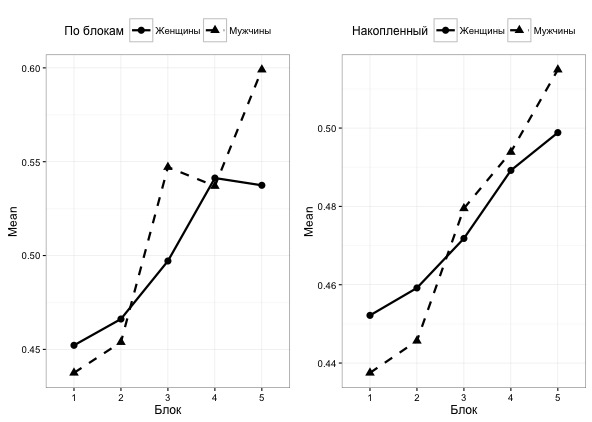 По блокам Женщины Мужчины
0.60
0.55
0.50
0.45
Mean
1 2 3 4 5
Блок
Накопленный Женщины Мужчины
0.50
0.48
0.46
0.44
Mean
1 2 3 4 5
Блок